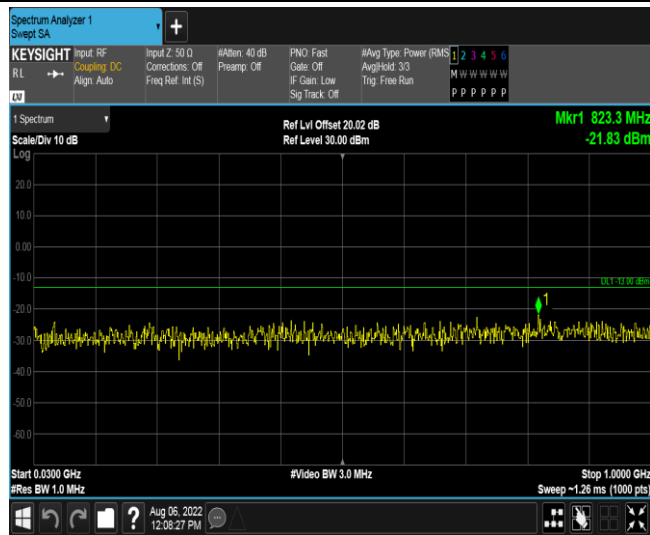 Spectrum Analyzer 1
Swept SA
KEYSIGHT
RL
LXI
Input: RF
Coupling: DC
Align: Auto
Input Z: 50 Ω
Corrections: Off
Freq Ref: Int (S)
#Atten: 40 dB
Preamp: Off
PNO: Fast
Gate: Off
IF Gain: Low
Sig Track: Off
#Avg Type: Power (RMS
Avg|Hold: 3/3
Trig: Free Run
1 2 3 4 5 6
M W W W W W
P P P P P P
1 Spectrum
Scale/Div 10 dB
Log
Ref Lvl Offset 20.02 dB
Ref Level 30.00 dBm
Mkr1 823.3 MHz
-21.83 dBm
20.0
10.0
0.00
-10.0
DL1 -13.00 dBm
1
-20.0
-30.0
-40.0
-50.0
-60.0
Start 0.0300 GHz
#Video BW 3.0 MHz
Stop 1.0000 GHz
#Res BW 1.0 MHz
Sweep ~1.26 ms (1000 pts)
?
Aug 06, 2022
12:08:27 PM